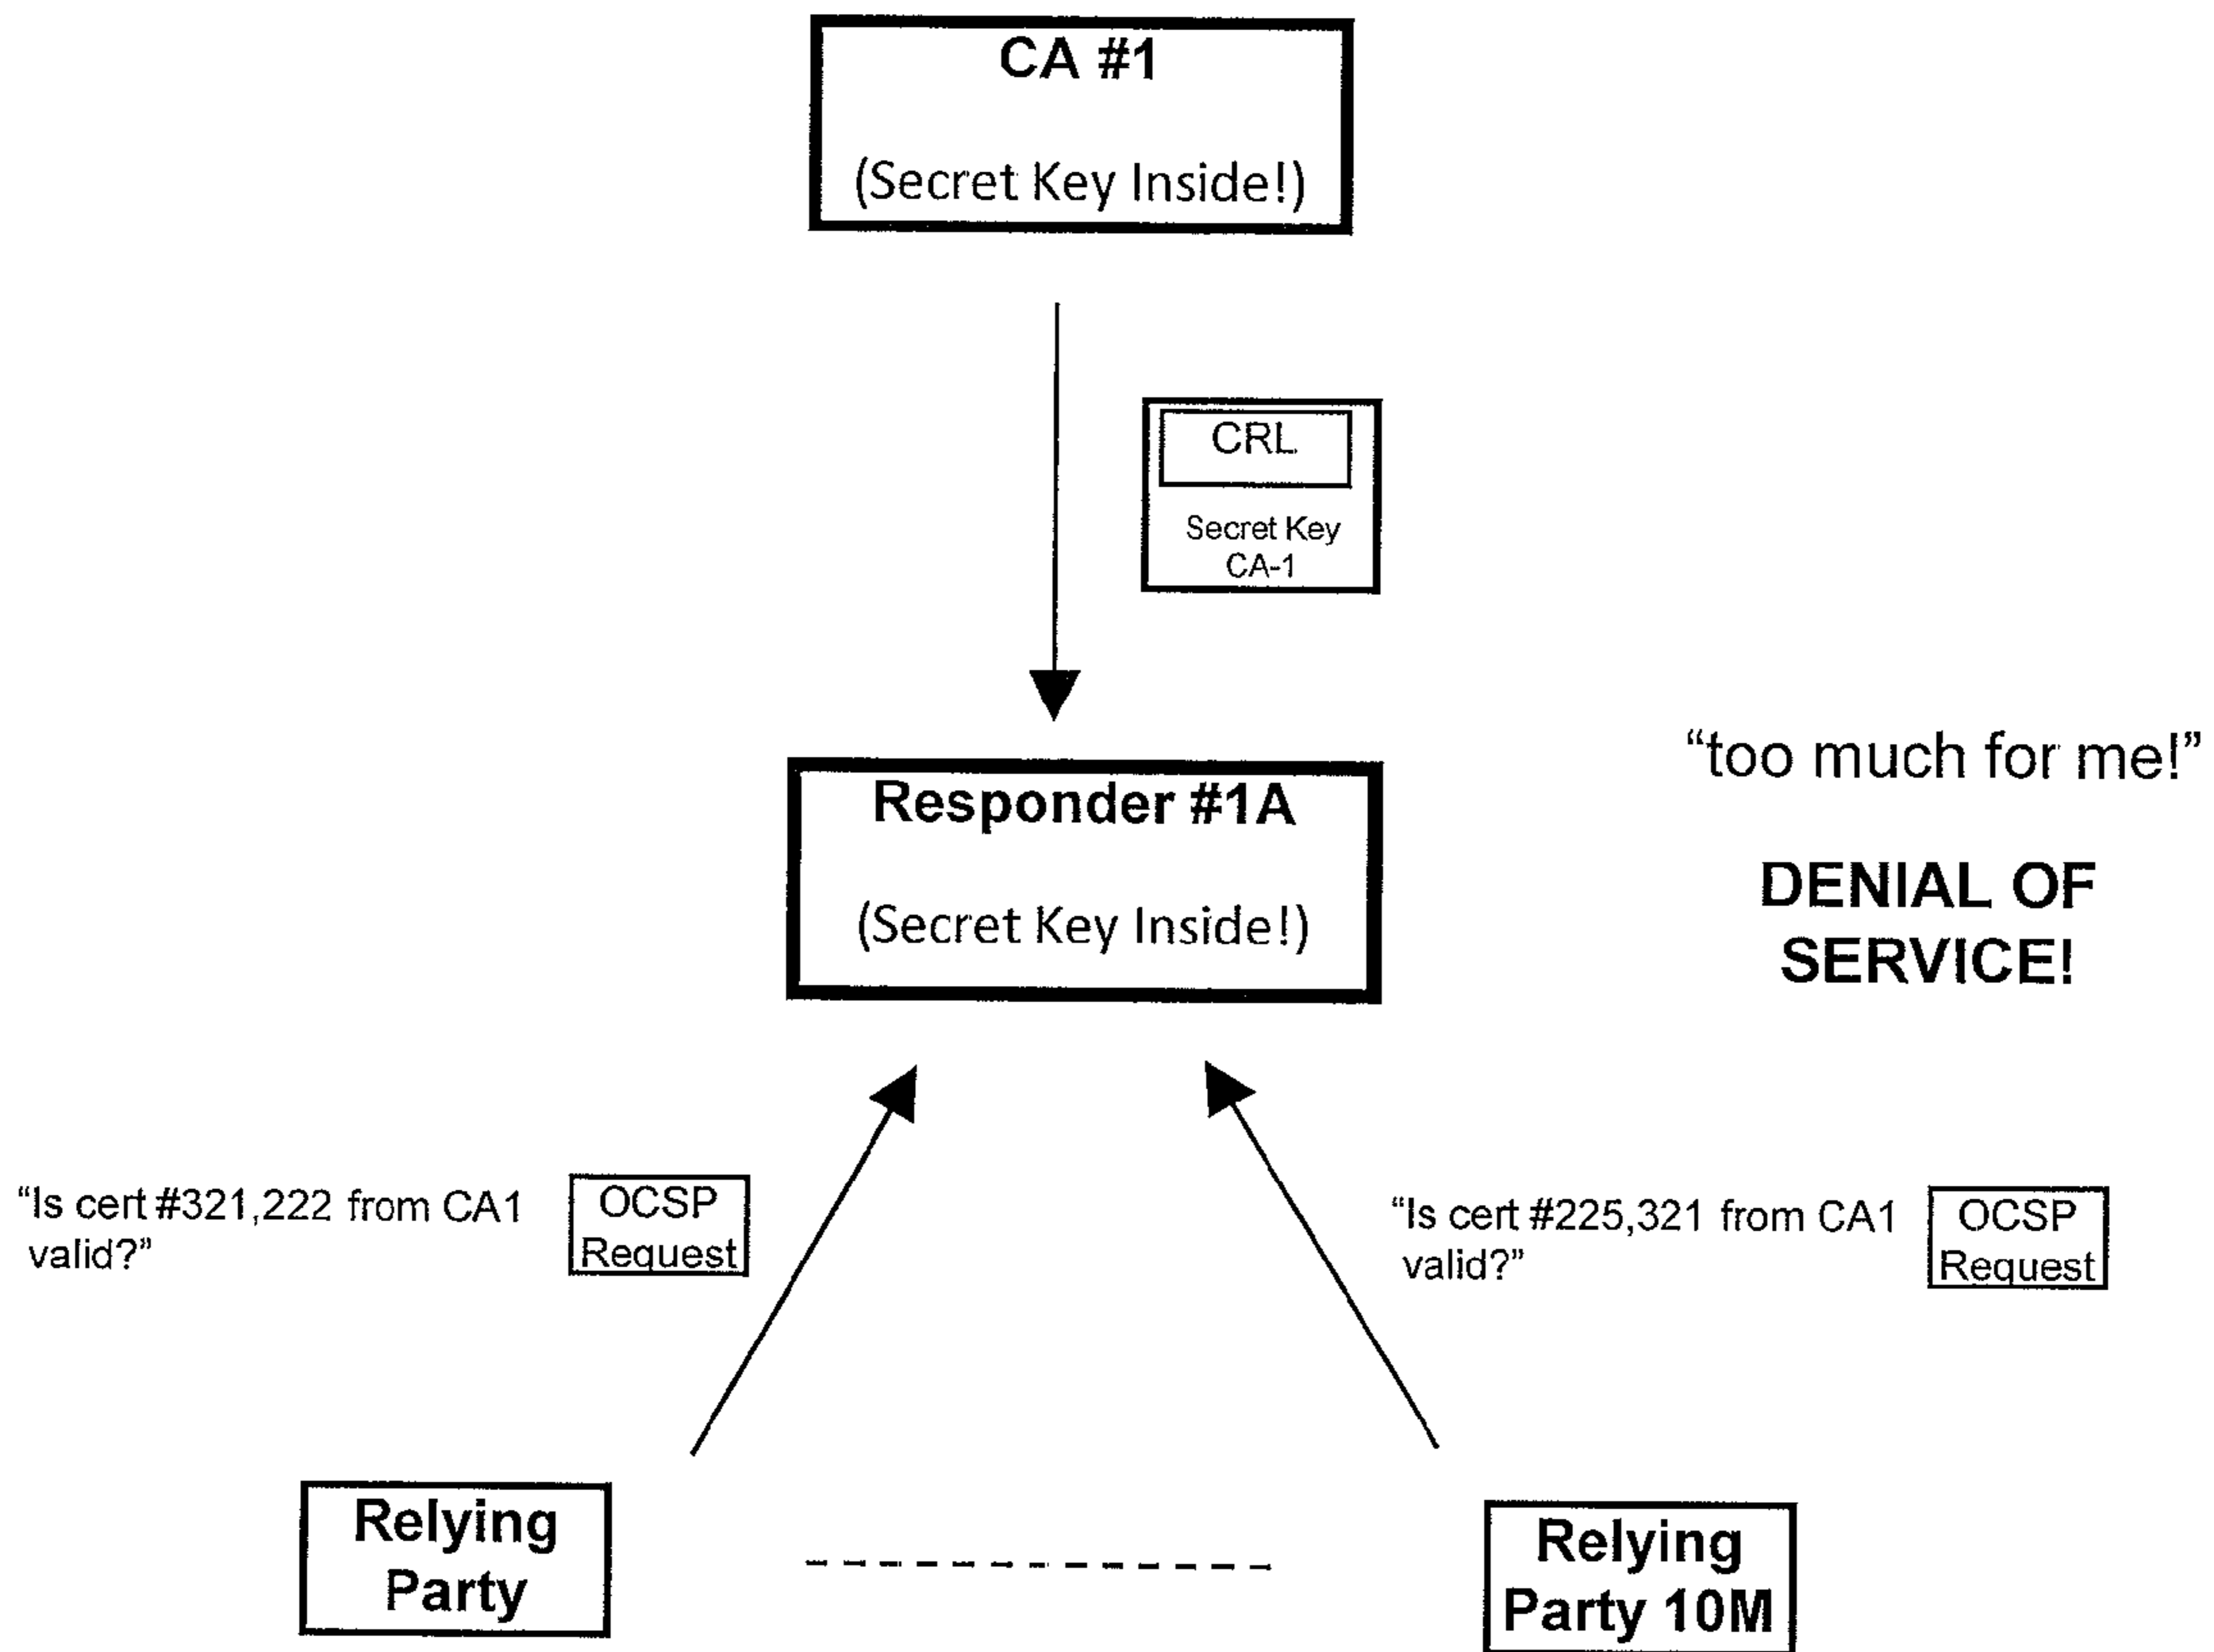 CA #1
(Secret Key Inside!)
CRL
Secret Key
CA-1
Responder #1A
(Secret Key Inside!)
“too much for me!”
DENIAL OF
SERVICE!
“Is cert #321,222 from CA1
valid?”
OCSP
Request
“Is cert #225,321 from CA1
valid?”
OCSP
Request
Relying
Party
Relying
Party 10M